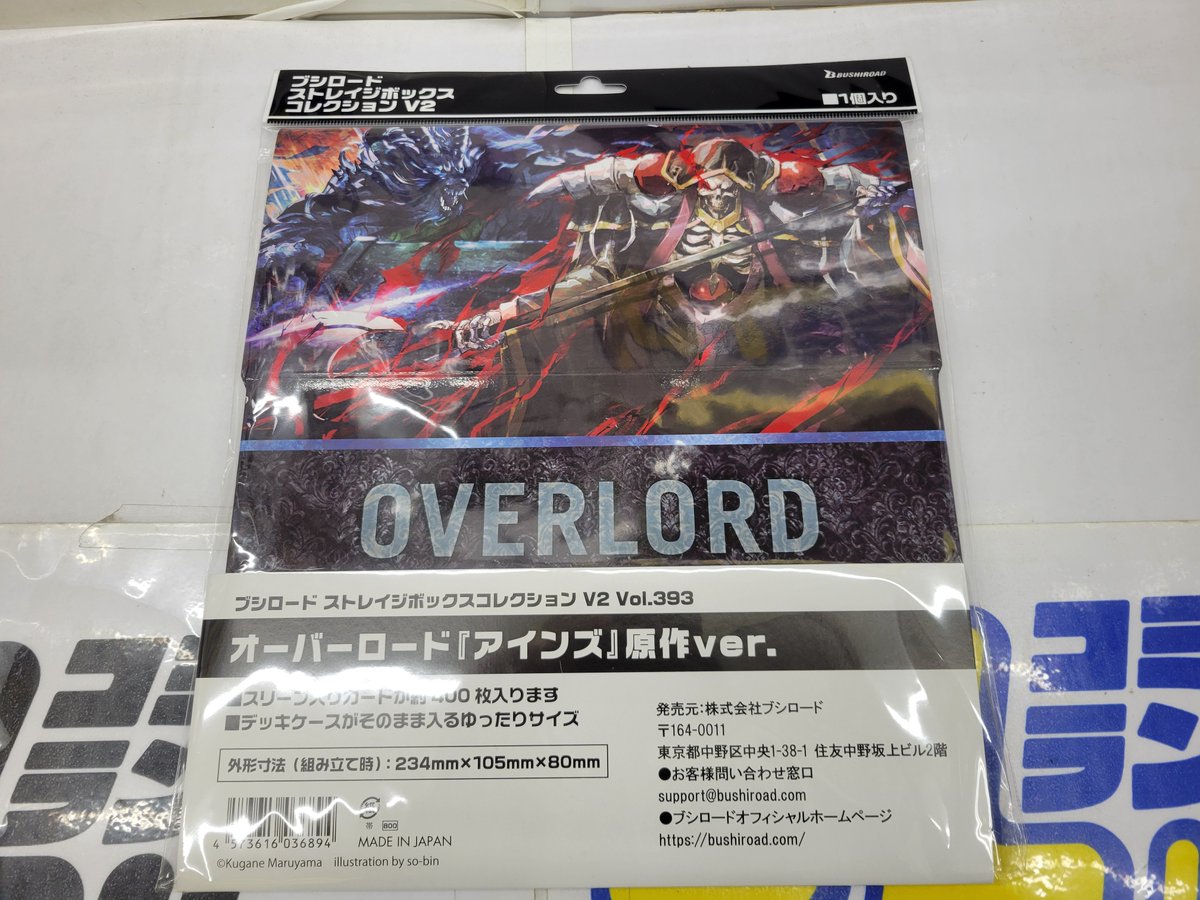 ブシロード
ストレイジボックス
コレクション V2
BUSHIROAD
■1個入り
OVERLORD
ブシロード ストレイジボックスコレクション V2 Vol.393
オーバーロード『アインズ』原作ver.
■スリーブ入りカードが約400枚入ります
■デッキケースがそのまま入るゆったりサイズ
外形寸法(組み立て時):234mm×105mm×80mm
発売元:株式会社ブシロード
〒164-0011
東京都中野区中央1-38-1 住友中野坂上ビル2階
●お客様問い合わせ窓口
support@bushiroad.com
●ブシロードオフィシャルホームページ
https://bushiroad.com/
4 573616 036894
帯 800
MADE IN JAPAN
©Kugane Maruyama illustration by so-bin